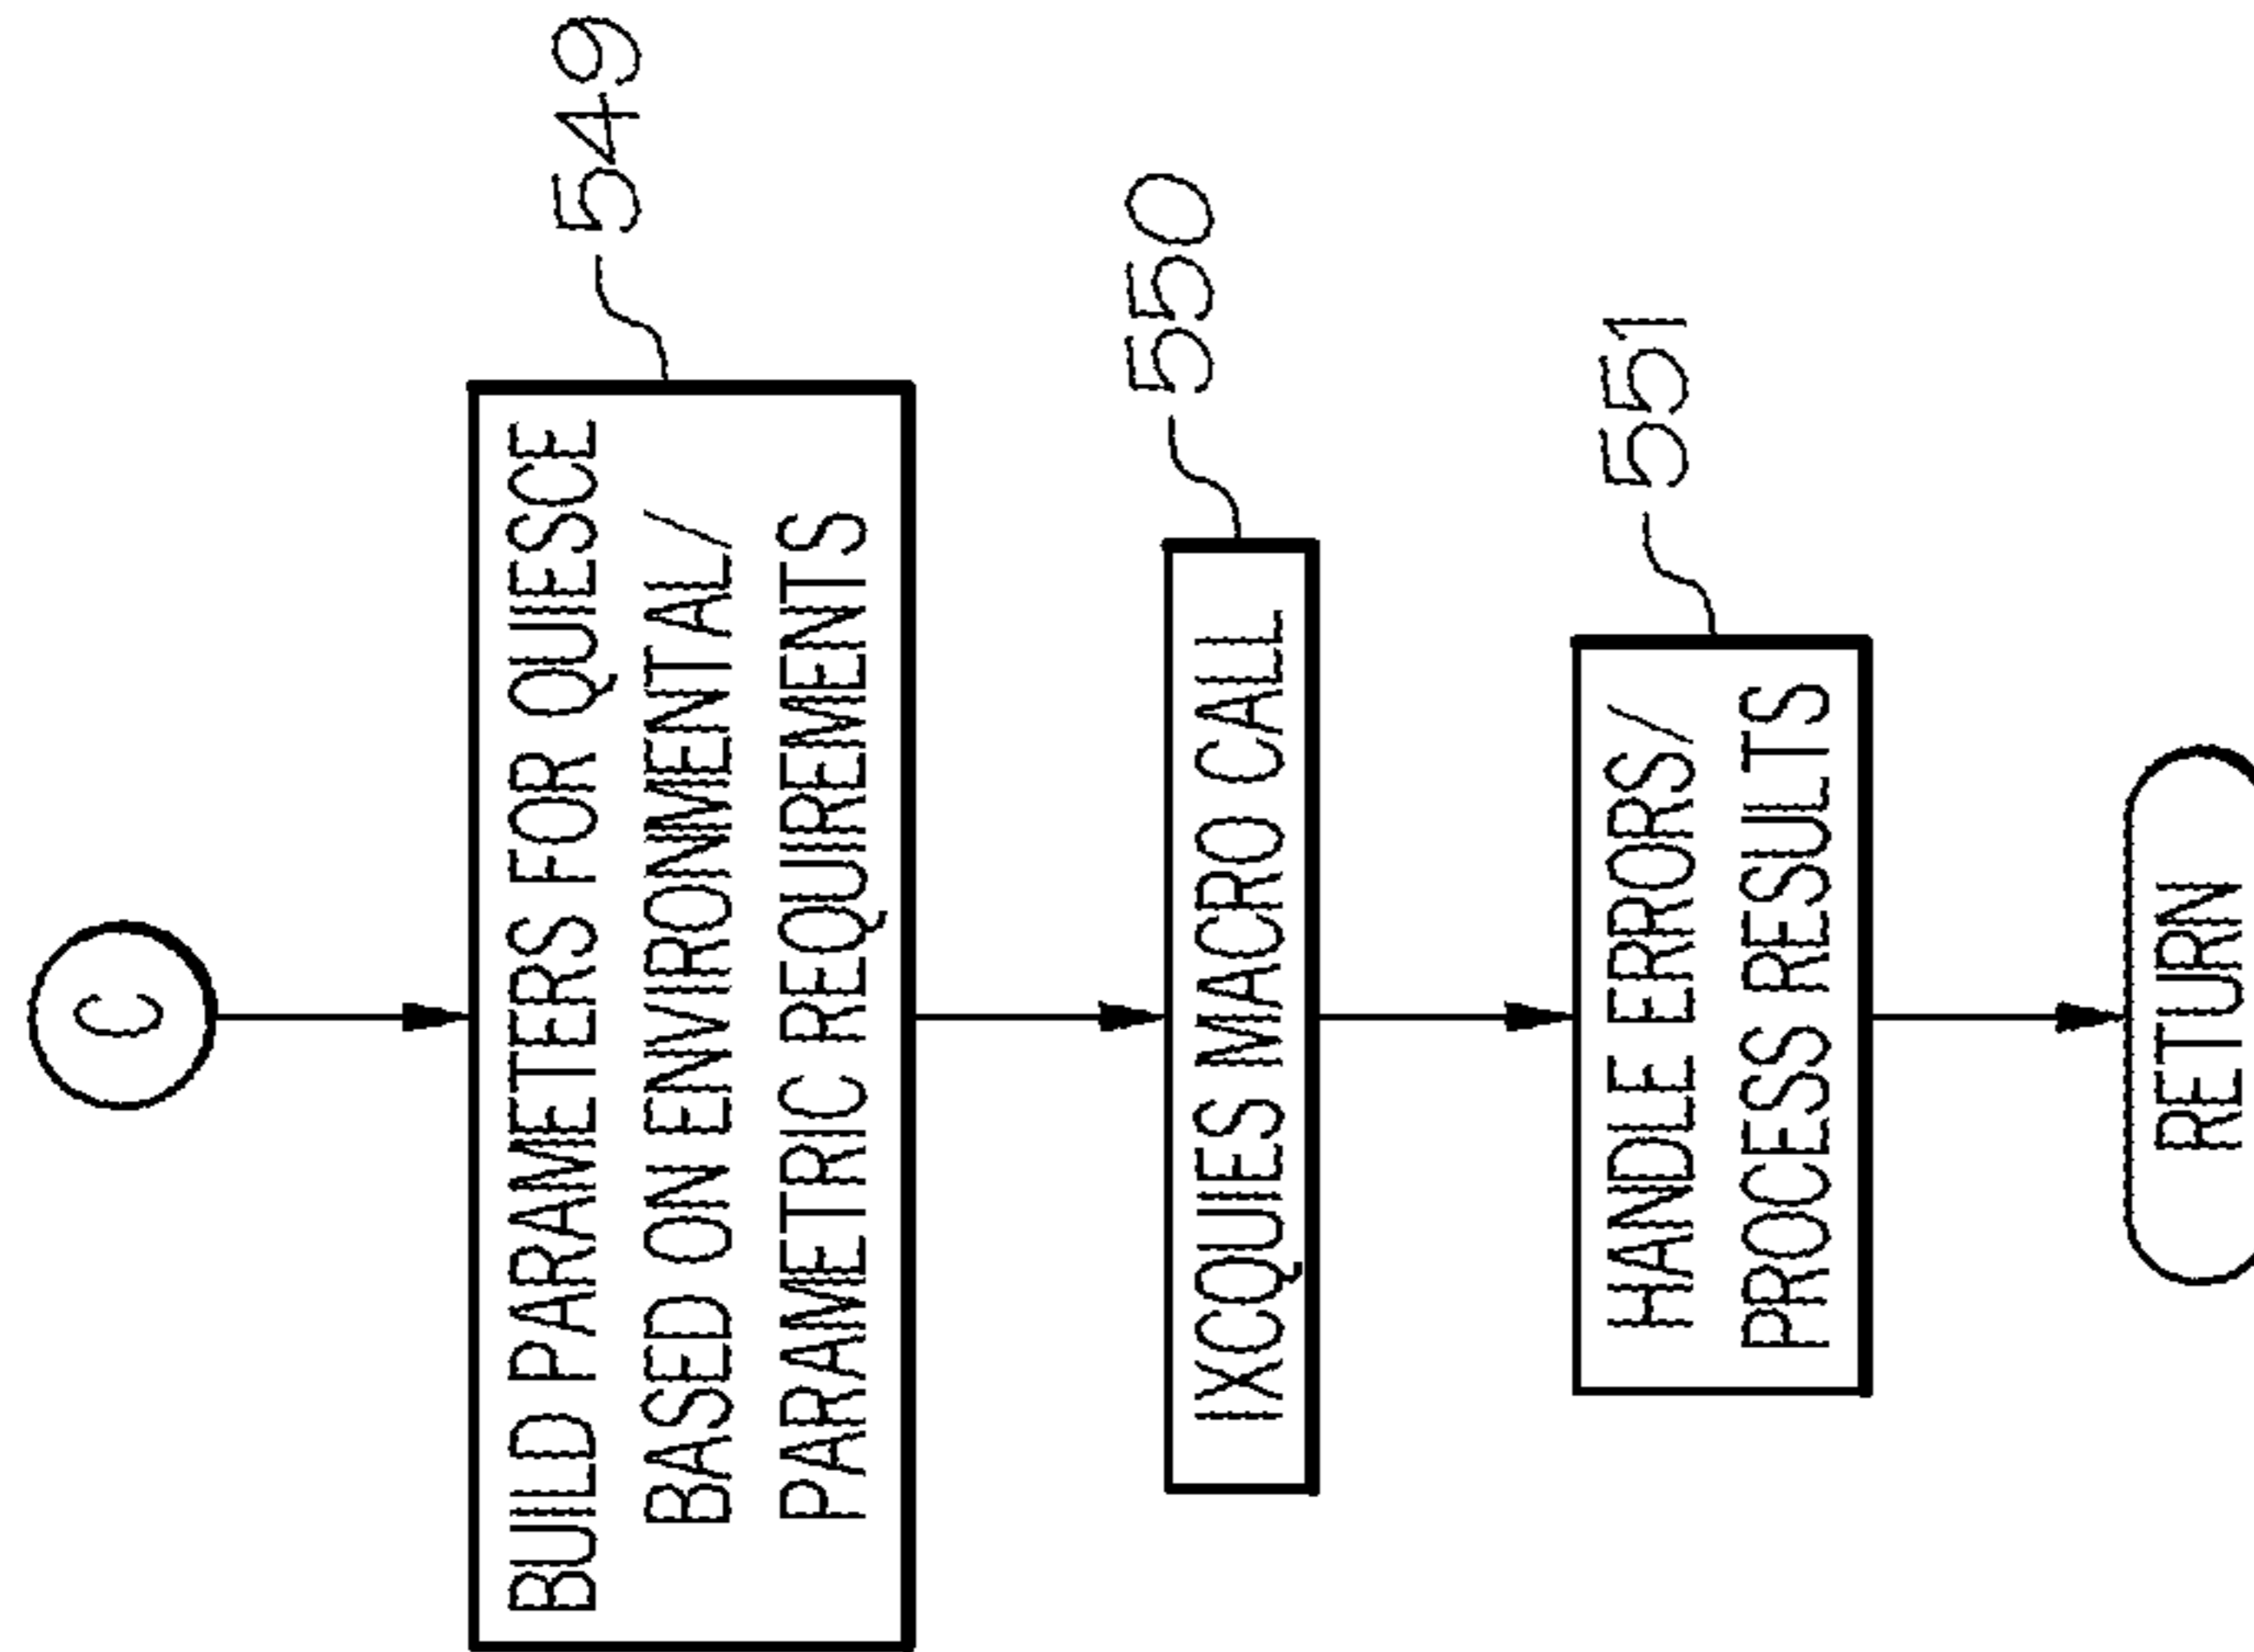 C
549
BUILD PARAMETERS FOR QUIESCE
BASED ON ENVIRONMENTAL/
PARAMETRIC REQUIREMENTS
550
IXCQUIES MACRO CALL
551
HANDLE ERRORS/
PROCESS RESULTS
RETURN